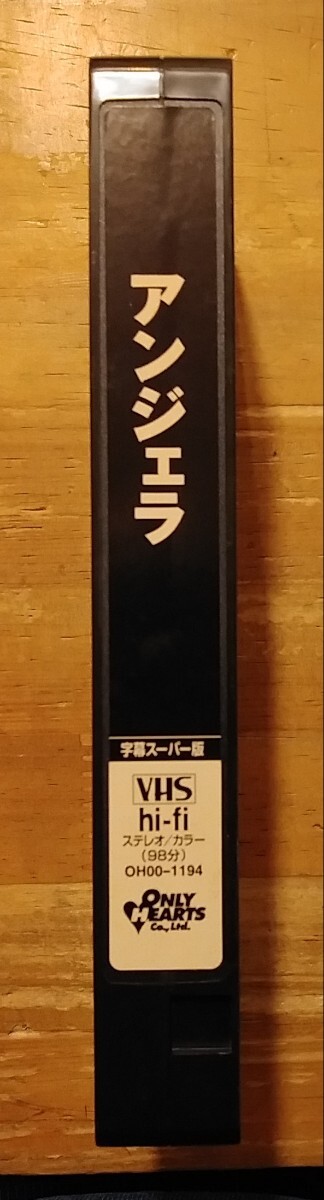 アンジェラ
字幕スーパー版
VHS
hi-fi
ステレオ/カラー
(98分)
OH00-1194
ONLY
HEARTS
Co., Ltd.